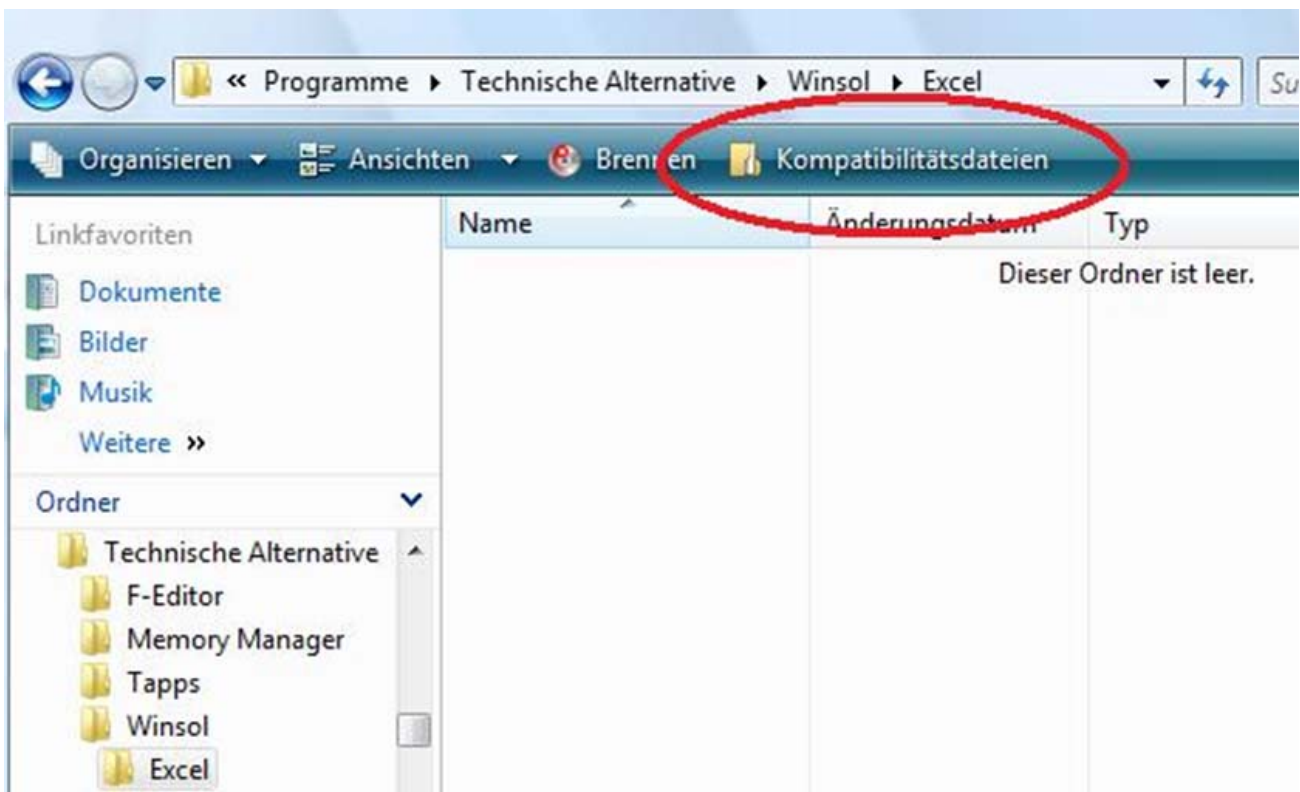 « Programme Technische Alternative Winsol Excel Su
Organisieren Ansichten Brennen Kompatibilitätsdateien
Linkfavoriten
Dokumente
Bilder
Musik
Weitere »
Ordner
Technische Alternative
F-Editor
Memory Manager
Tapps
Winsol
Excel
Name Änderungsdatum Typ
Dieser Ordner ist leer.